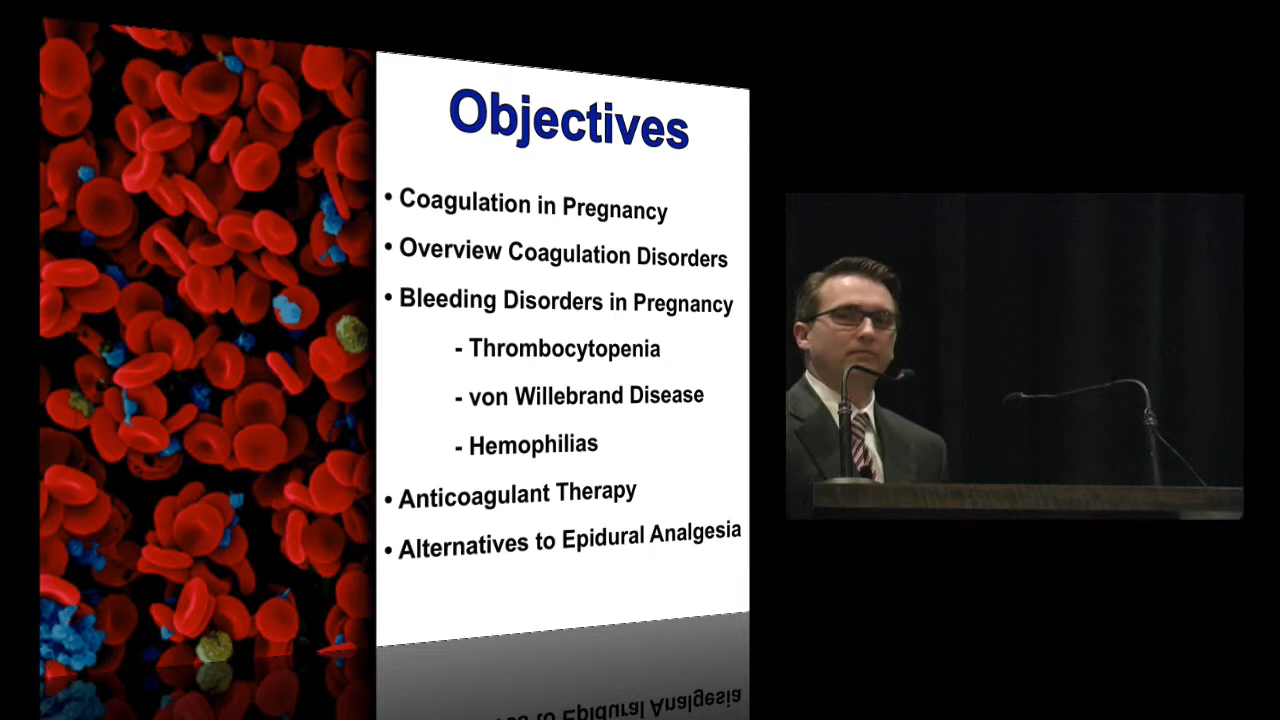 Objectives
• Coagulation in Pregnancy
• Overview Coagulation Disorders
• Bleeding Disorders in Pregnancy
- Thrombocytopenia
- von Willebrand Disease
- Hemophilias
• Anticoagulant Therapy
• Alternatives to Epidural Analgesia